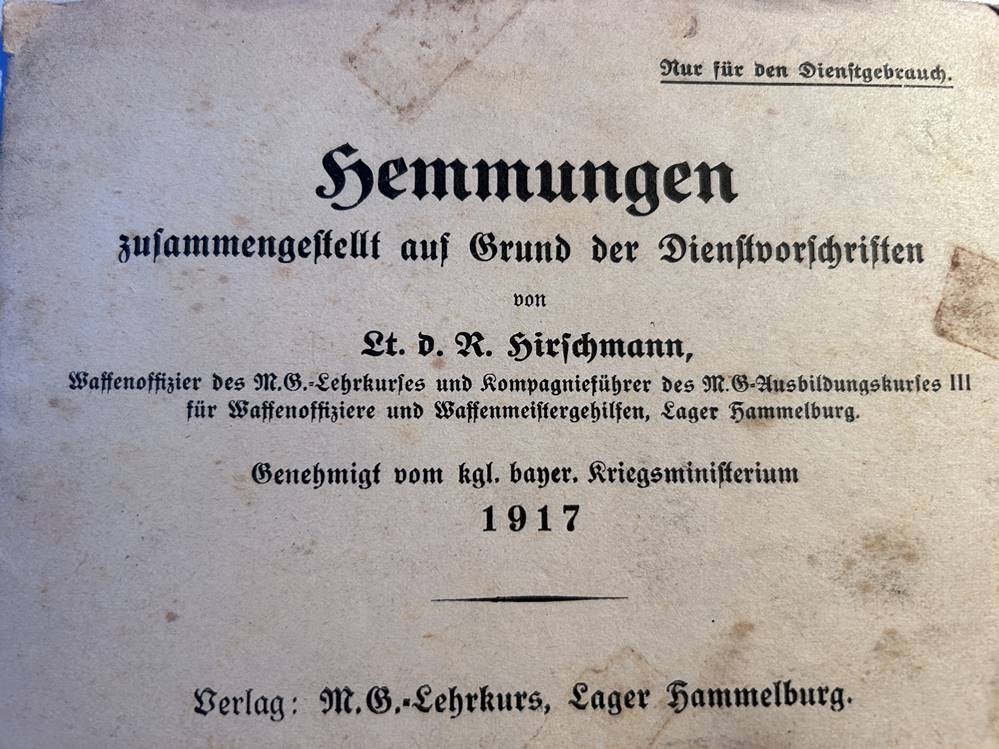 Nur für den Dienstgebrauch.
Hemmungen
zusammengestellt auf Grund der Dienstvorschriften
von
Lt. d. R. Hirschmann,
Waffenoffizier des M.G.-Lehrkurses und Kompagnieführer des M.G-Ausbildungskurses III
für Waffenoffiziere und Waffenmeistergehilfen, Lager Hammelburg.
Genehmigt vom kgl. bayer. Kriegsministerium
1917
Verlag: M.G.-Lehrkurs, Lager Hammelburg.